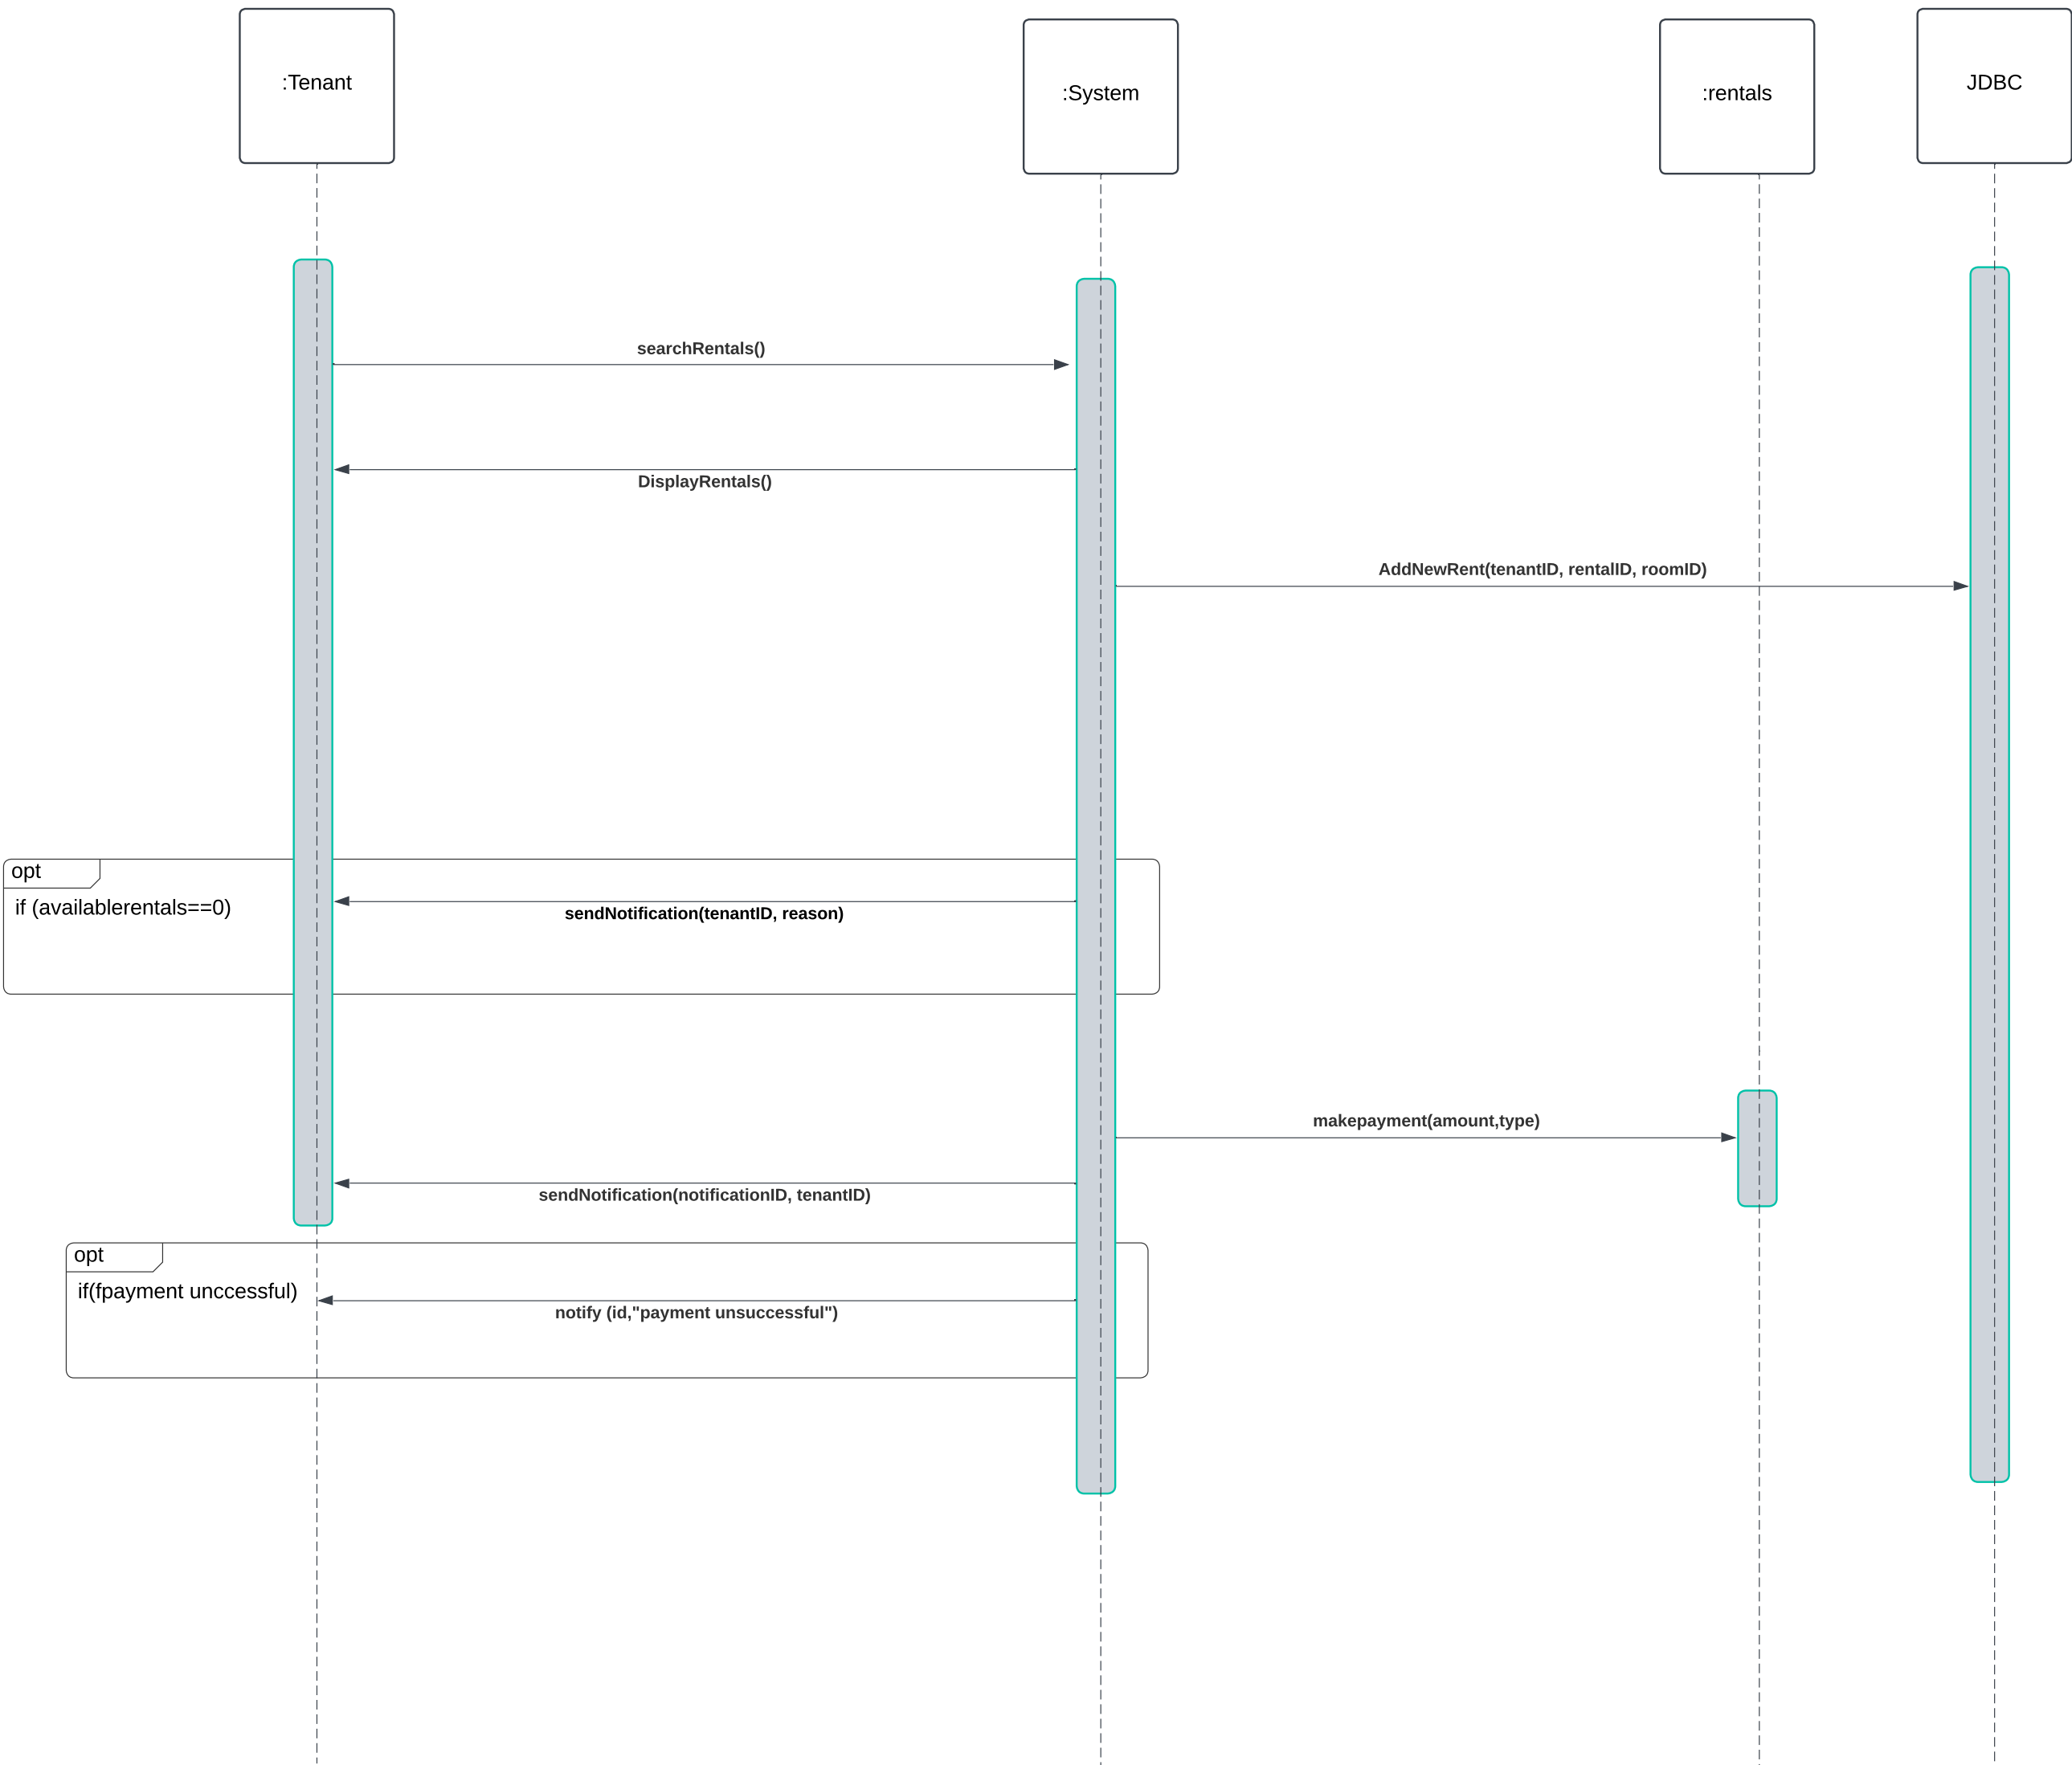 :Tenant
:System
:rentals
JDBC
searchRentals()
DisplayRentals()
AddNewRent(tenantID, rentalID, roomID)
opt
if (availablerentals==0)
sendNotification(tenantID, reason)
makepayment(amount,type)
sendNotification(notificationID, tenantID)
opt
if(fpayment unccessful)
notify (id,"payment unsuccessful")